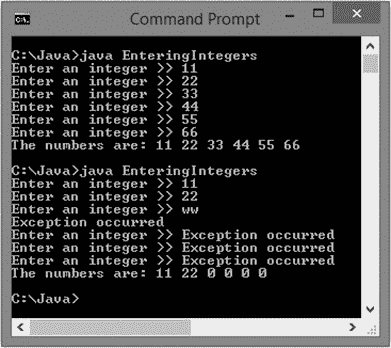 Command Prompt
C:\Java>java EnteringIntegers
Enter an integer >> 11
Enter an integer >> 22
Enter an integer >> 33
Enter an integer >> 44
Enter an integer >> 55
Enter an integer >> 66
The numbers are: 11 22 33 44 55 66
C:\Java>java EnteringIntegers
Enter an integer >> 11
Enter an integer >> 22
Enter an integer >> ww
Exception occurred
Enter an integer >> Exception occurred
Enter an integer >> Exception occurred
Enter an integer >> Exception occurred
The numbers are: 11 22 0 0 0 0
C:\Java>